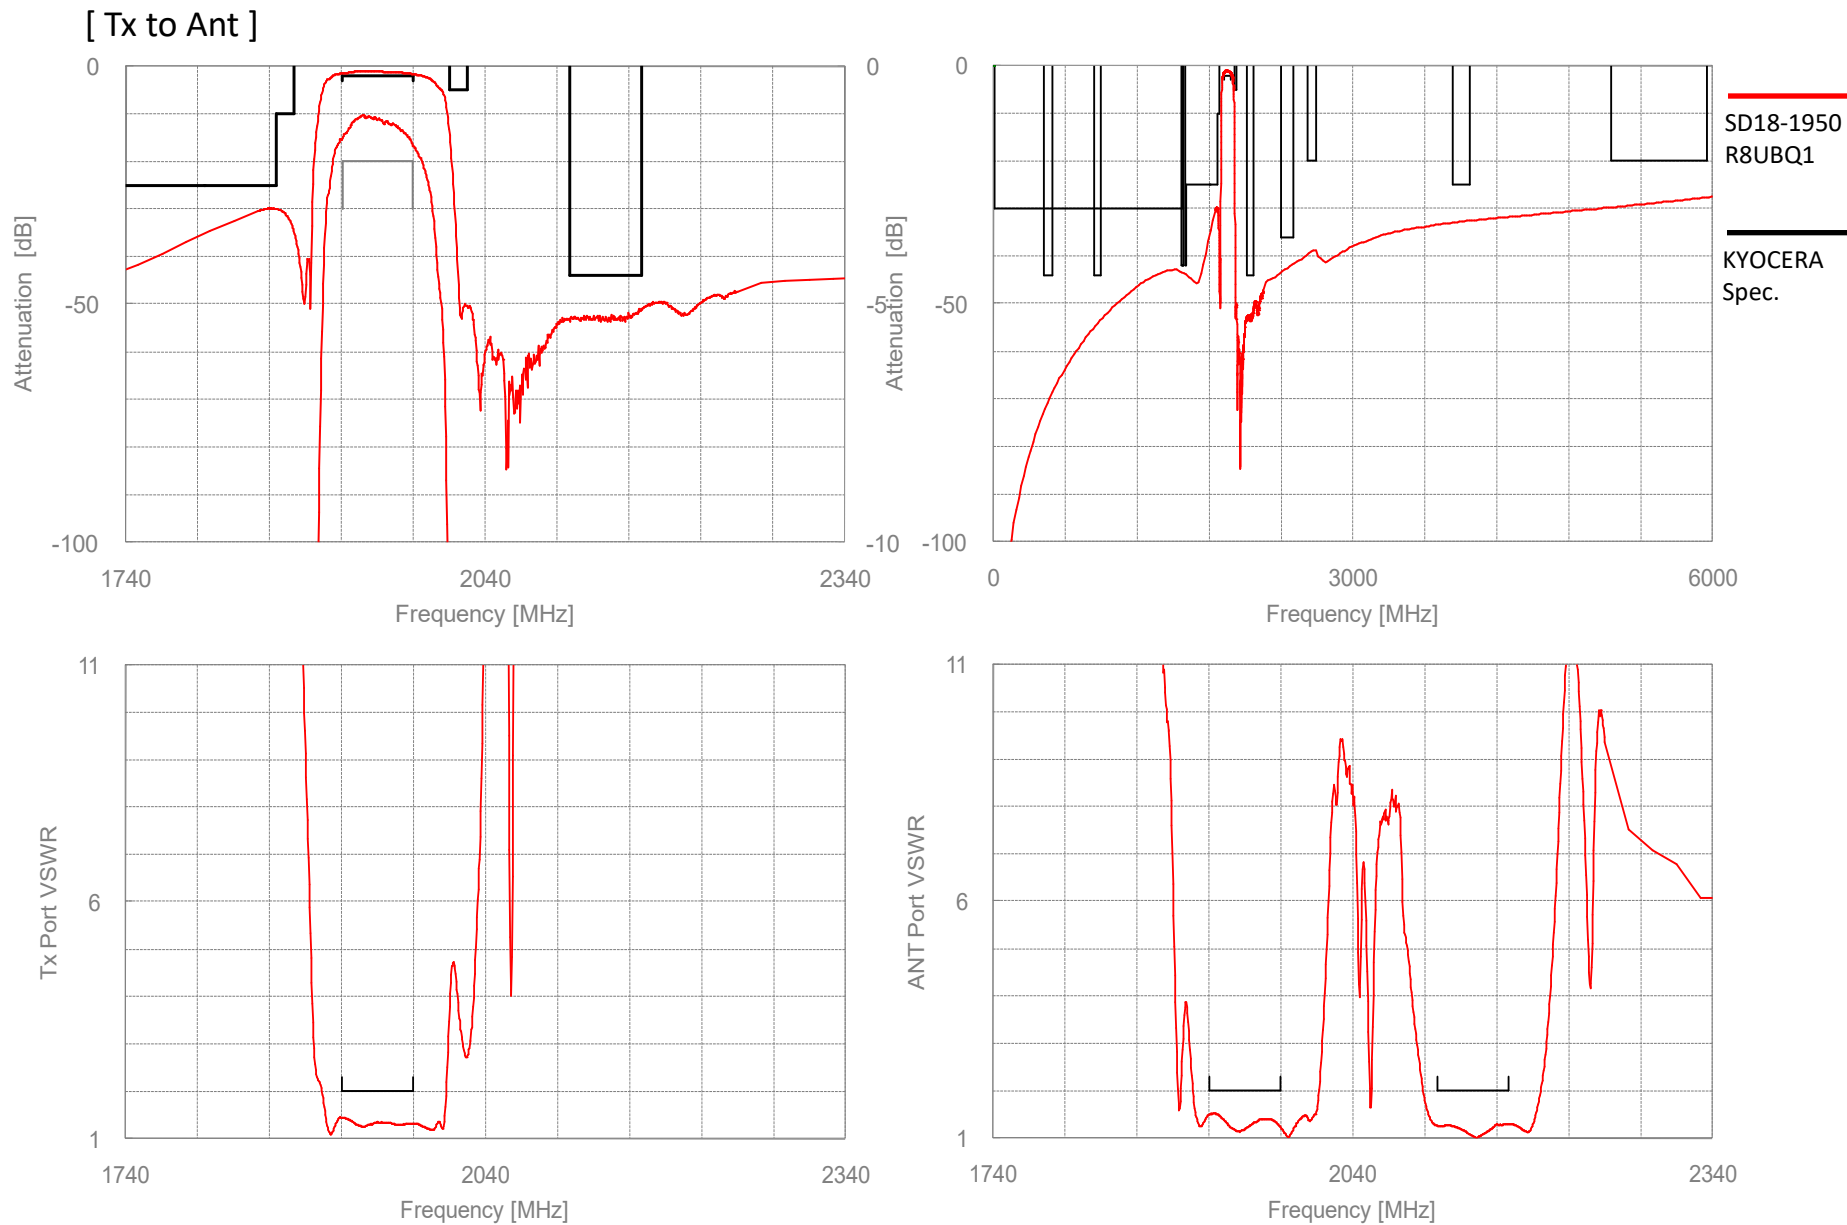 [ Tx to Ant ]
0
-50
-100
Attenuation [dB]
1740
2040
2340
Frequency [MHz]
0
-5
-10
Attenuation [dB]
0
-50
-100
0
3000
6000
Frequency [MHz]
SD18-1950
R8UBQ1
KYOCERA
Spec.
11
6
1
Tx Port VSWR
1740
2040
2340
Frequency [MHz]
11
6
1
ANT Port VSWR
1740
2040
2340
Frequency [MHz]